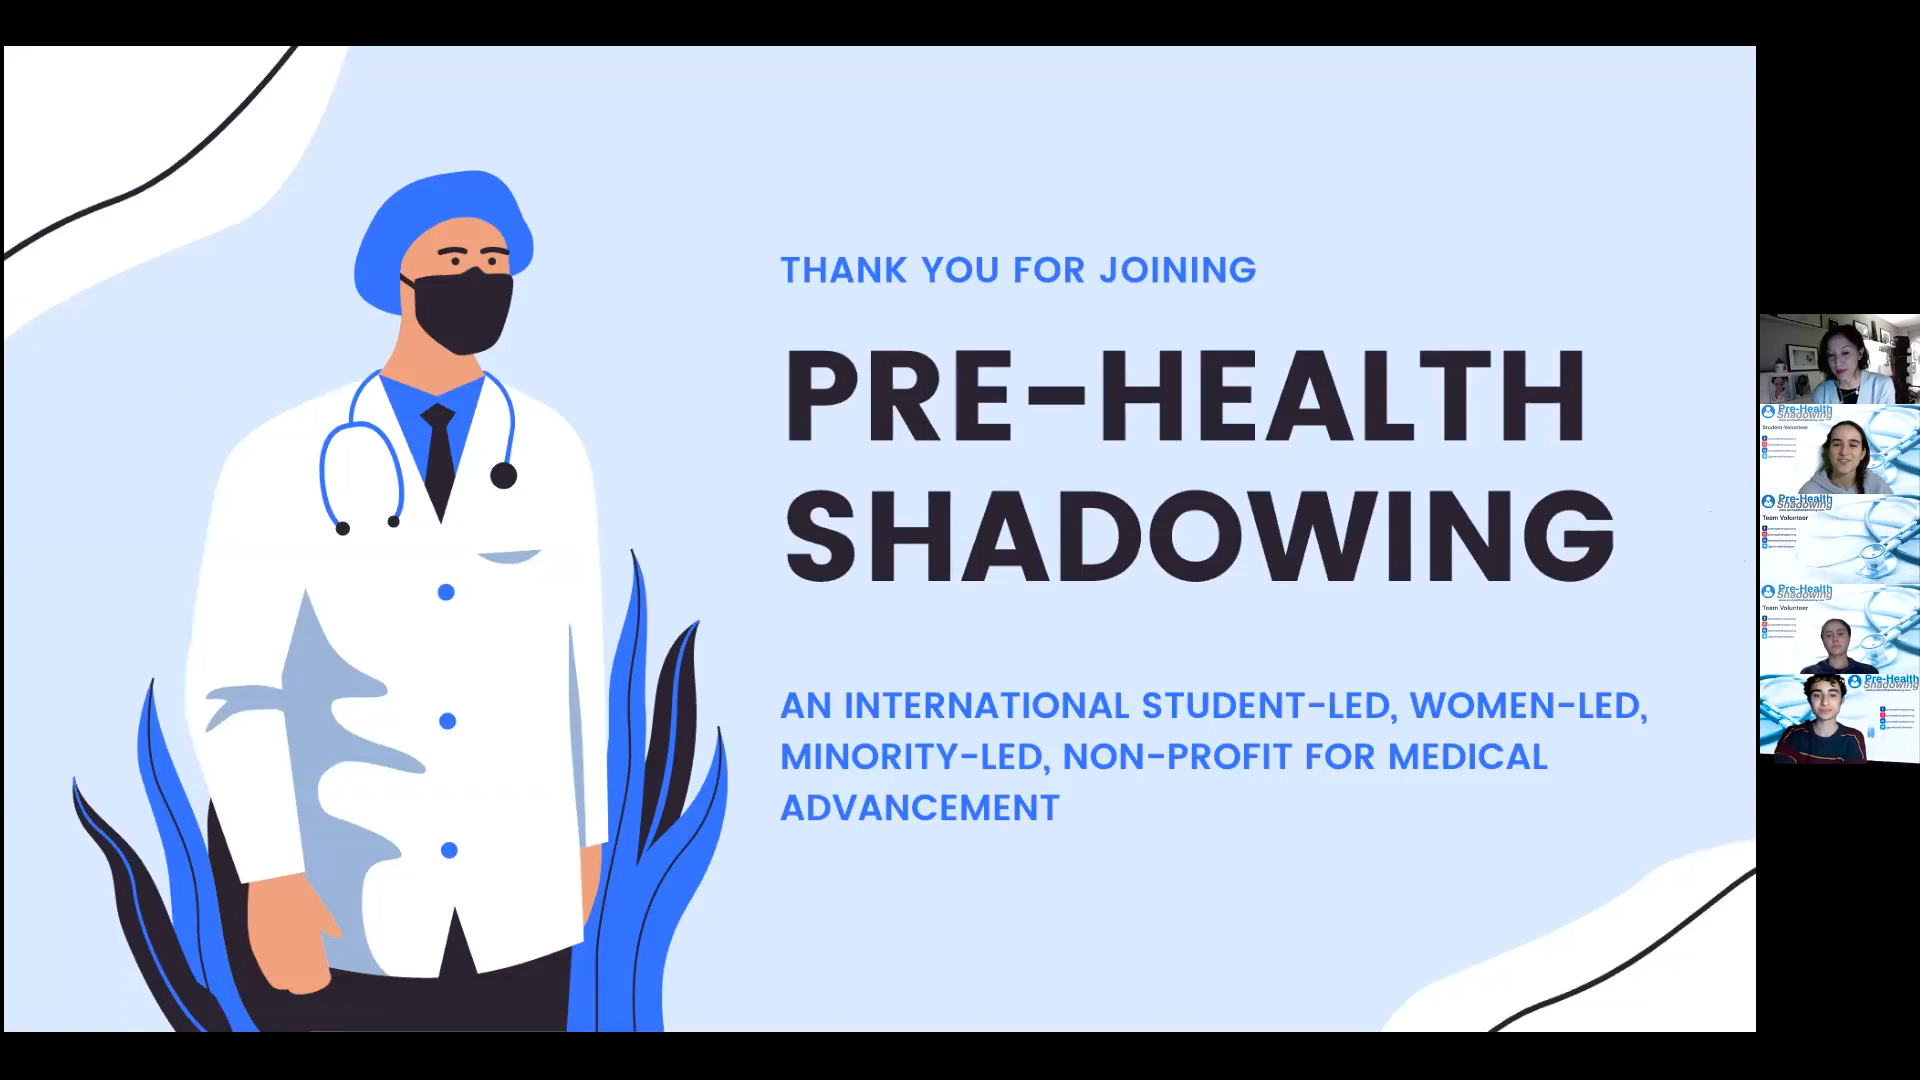 THANK YOU FOR JOINING
PRE-HEALTH
SHADOWING
AN INTERNATIONAL STUDENT-LED, WOMEN-LED,
MINORITY-LED, NON-PROFIT FOR MEDICAL
ADVANCEMENT
Pre-Health
Shadowing
Student-Volunteer
Pre-Health
Shadowing
Team Volunteer
Pre-Health
Shadowing
Team Volunteer
Pre-Health
Shadowing